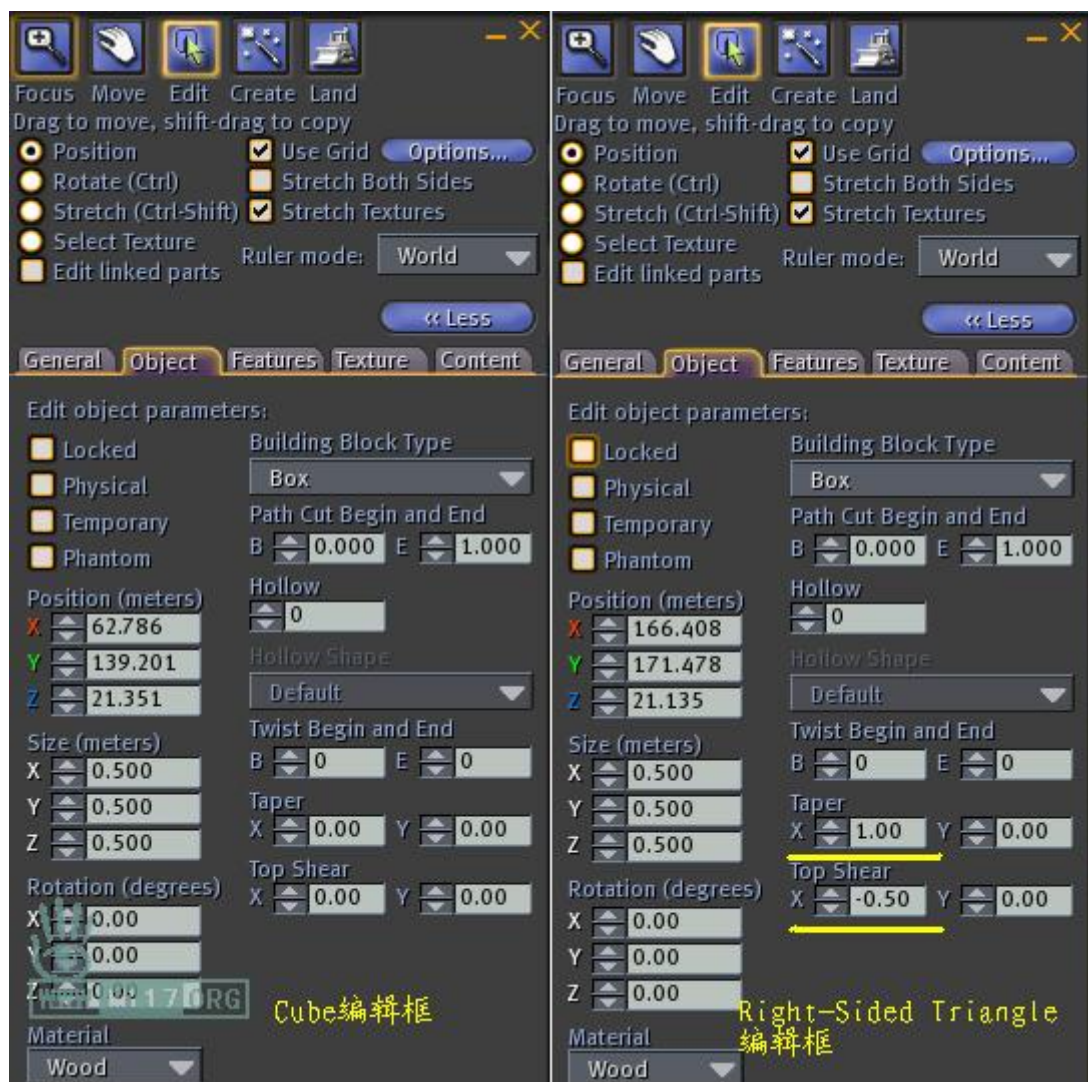 Focus Move Edit Create Land
Drag to move, shift-drag to copy
Position
Use Grid
Options...
Rotate (Ctrl)
Stretch Both Sides
Stretch (Ctrl-Shift)
Stretch Textures
Select Texture
Edit linked parts
Ruler mode: World
<< Less
General Object Features Texture Content
Edit object parameters:
Locked
Physical
Temporary
Phantom
Position (meters)
X 62.786
Y 139.201
Z 21.351
Size (meters)
X 0.500
Y 0.500
Z 0.500
Rotation (degrees)
X 0.00
Y 0.00
Z
Material
Wood
Building Block Type
Box
Path Cut Begin and End
B 0.000 E 1.000
Hollow
0
Hollow Shape
Default
Twist Begin and End
B 0 E 0
Taper
X 0.00 Y 0.00
Top Shear
X 0.00 Y 0.00
Cube編輯框
Focus Move Edit Create Land
Drag to move, shift-drag to copy
Position
Use Grid
Options...
Rotate (Ctrl)
Stretch Both Sides
Stretch (Ctrl-Shift)
Stretch Textures
Select Texture
Edit linked parts
Ruler mode: World
<< Less
General Object Features Texture Content
Edit object parameters:
Locked
Physical
Temporary
Phantom
Position (meters)
X 166.408
Y 171.478
Z 21.135
Size (meters)
X 0.500
Y 0.500
Z 0.500
Rotation (degrees)
X 0.00
Y 0.00
Z 0.00
Material
Wood
Building Block Type
Box
Path Cut Begin and End
B 0.000 E 1.000
Hollow
0
Hollow Shape
Default
Twist Begin and End
B 0 E 0
Taper
X 1.00 Y 0.00
Top Shear
X -0.50 Y 0.00
Right-Sided Triangle
編輯框